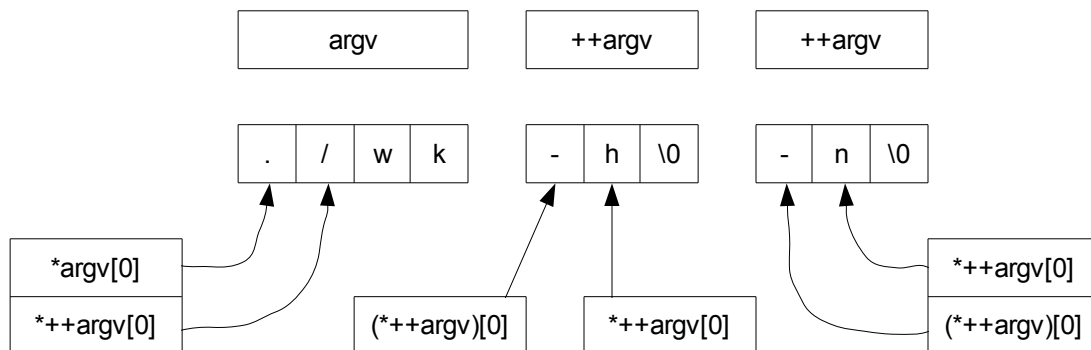 argv ++argv ++argv
. / w k - h \0 - n \0
*argv[0] *++argv[0]
*++argv[0] (*++argv)[0] *++argv[0] (*++argv)[0]